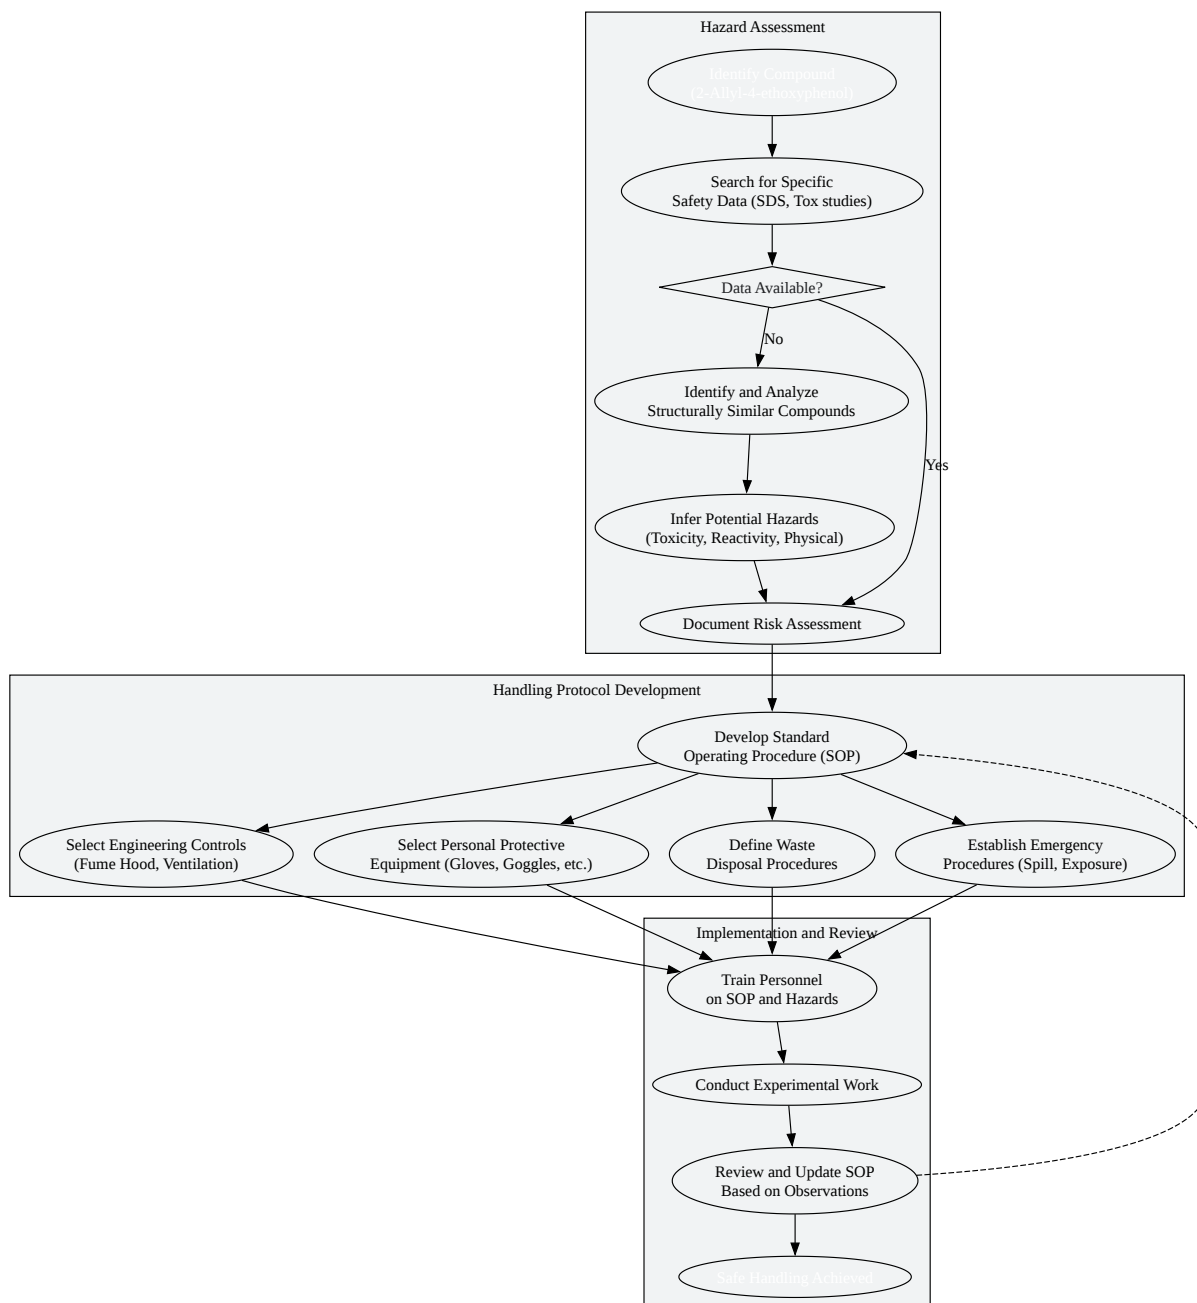 Hazard Assessment
Identify Compound
(2-Allyl-4-ethoxyphenol)
Search for Specific
Safety Data (SDS, Tox studies)
Data Available?
No
Identify and Analyze
Structurally Similar Compounds
Yes
Infer Potential Hazards
(Toxicity, Reactivity, Physical)
Document Risk Assessment
Handling Protocol Development
Develop Standard
Operating Procedure (SOP)
Select Engineering Controls
(Fume Hood, Ventilation)
Select Personal Protective
Equipment (Gloves, Goggles, etc.)
Define Waste
Disposal Procedures
Establish Emergency
Procedures (Spill, Exposure)
Implementation and Review
Train Personnel
on SOP and Hazards
Conduct Experimental Work
Review and Update SOP
Based on Observations
Safe Handling Achieved